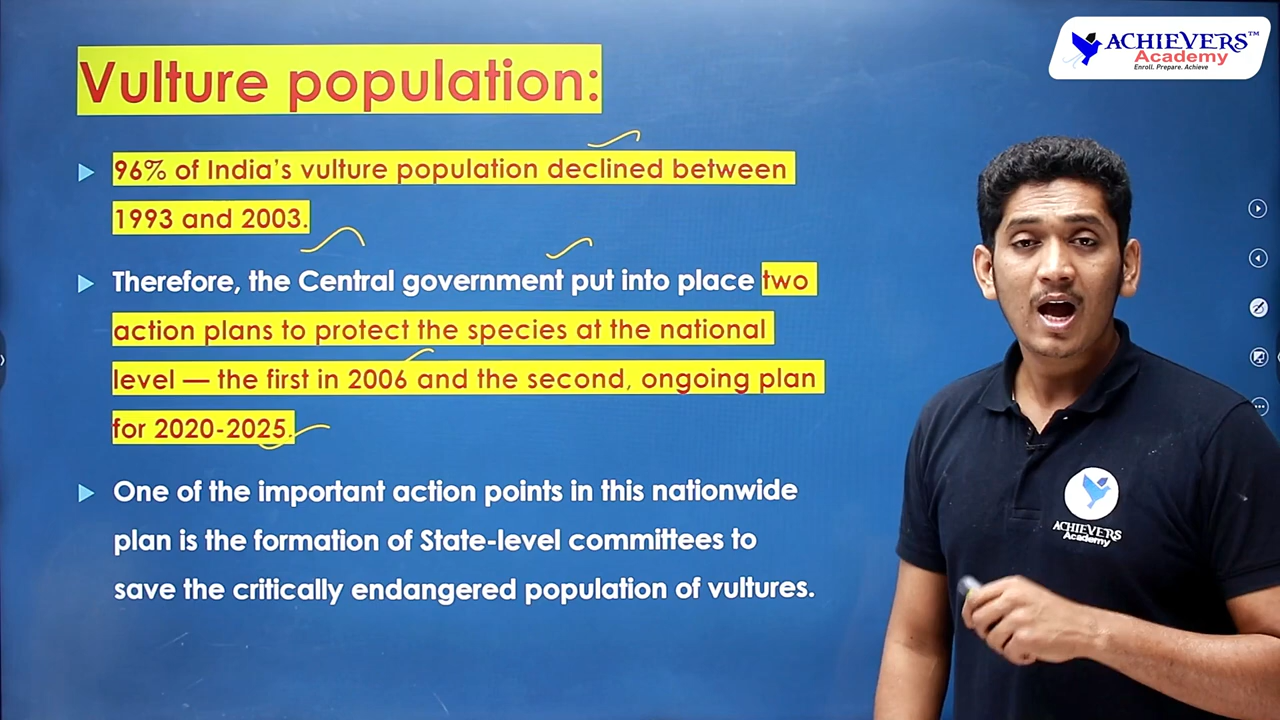 Vulture population:
96% of India's vulture population declined between
1993 and 2003.
Therefore, the Central government put into place two
action plans to protect the species at the national
level — the first in 2006 and the second, ongoing plan
for 2020-2025.
One of the important action points in this nationwide
plan is the formation of State-level committees to
save the critically endangered population of vultures.
ACHIEVERS™
Academy
Enroll. Prepare. Achieve
ACHIEVERS
Academy